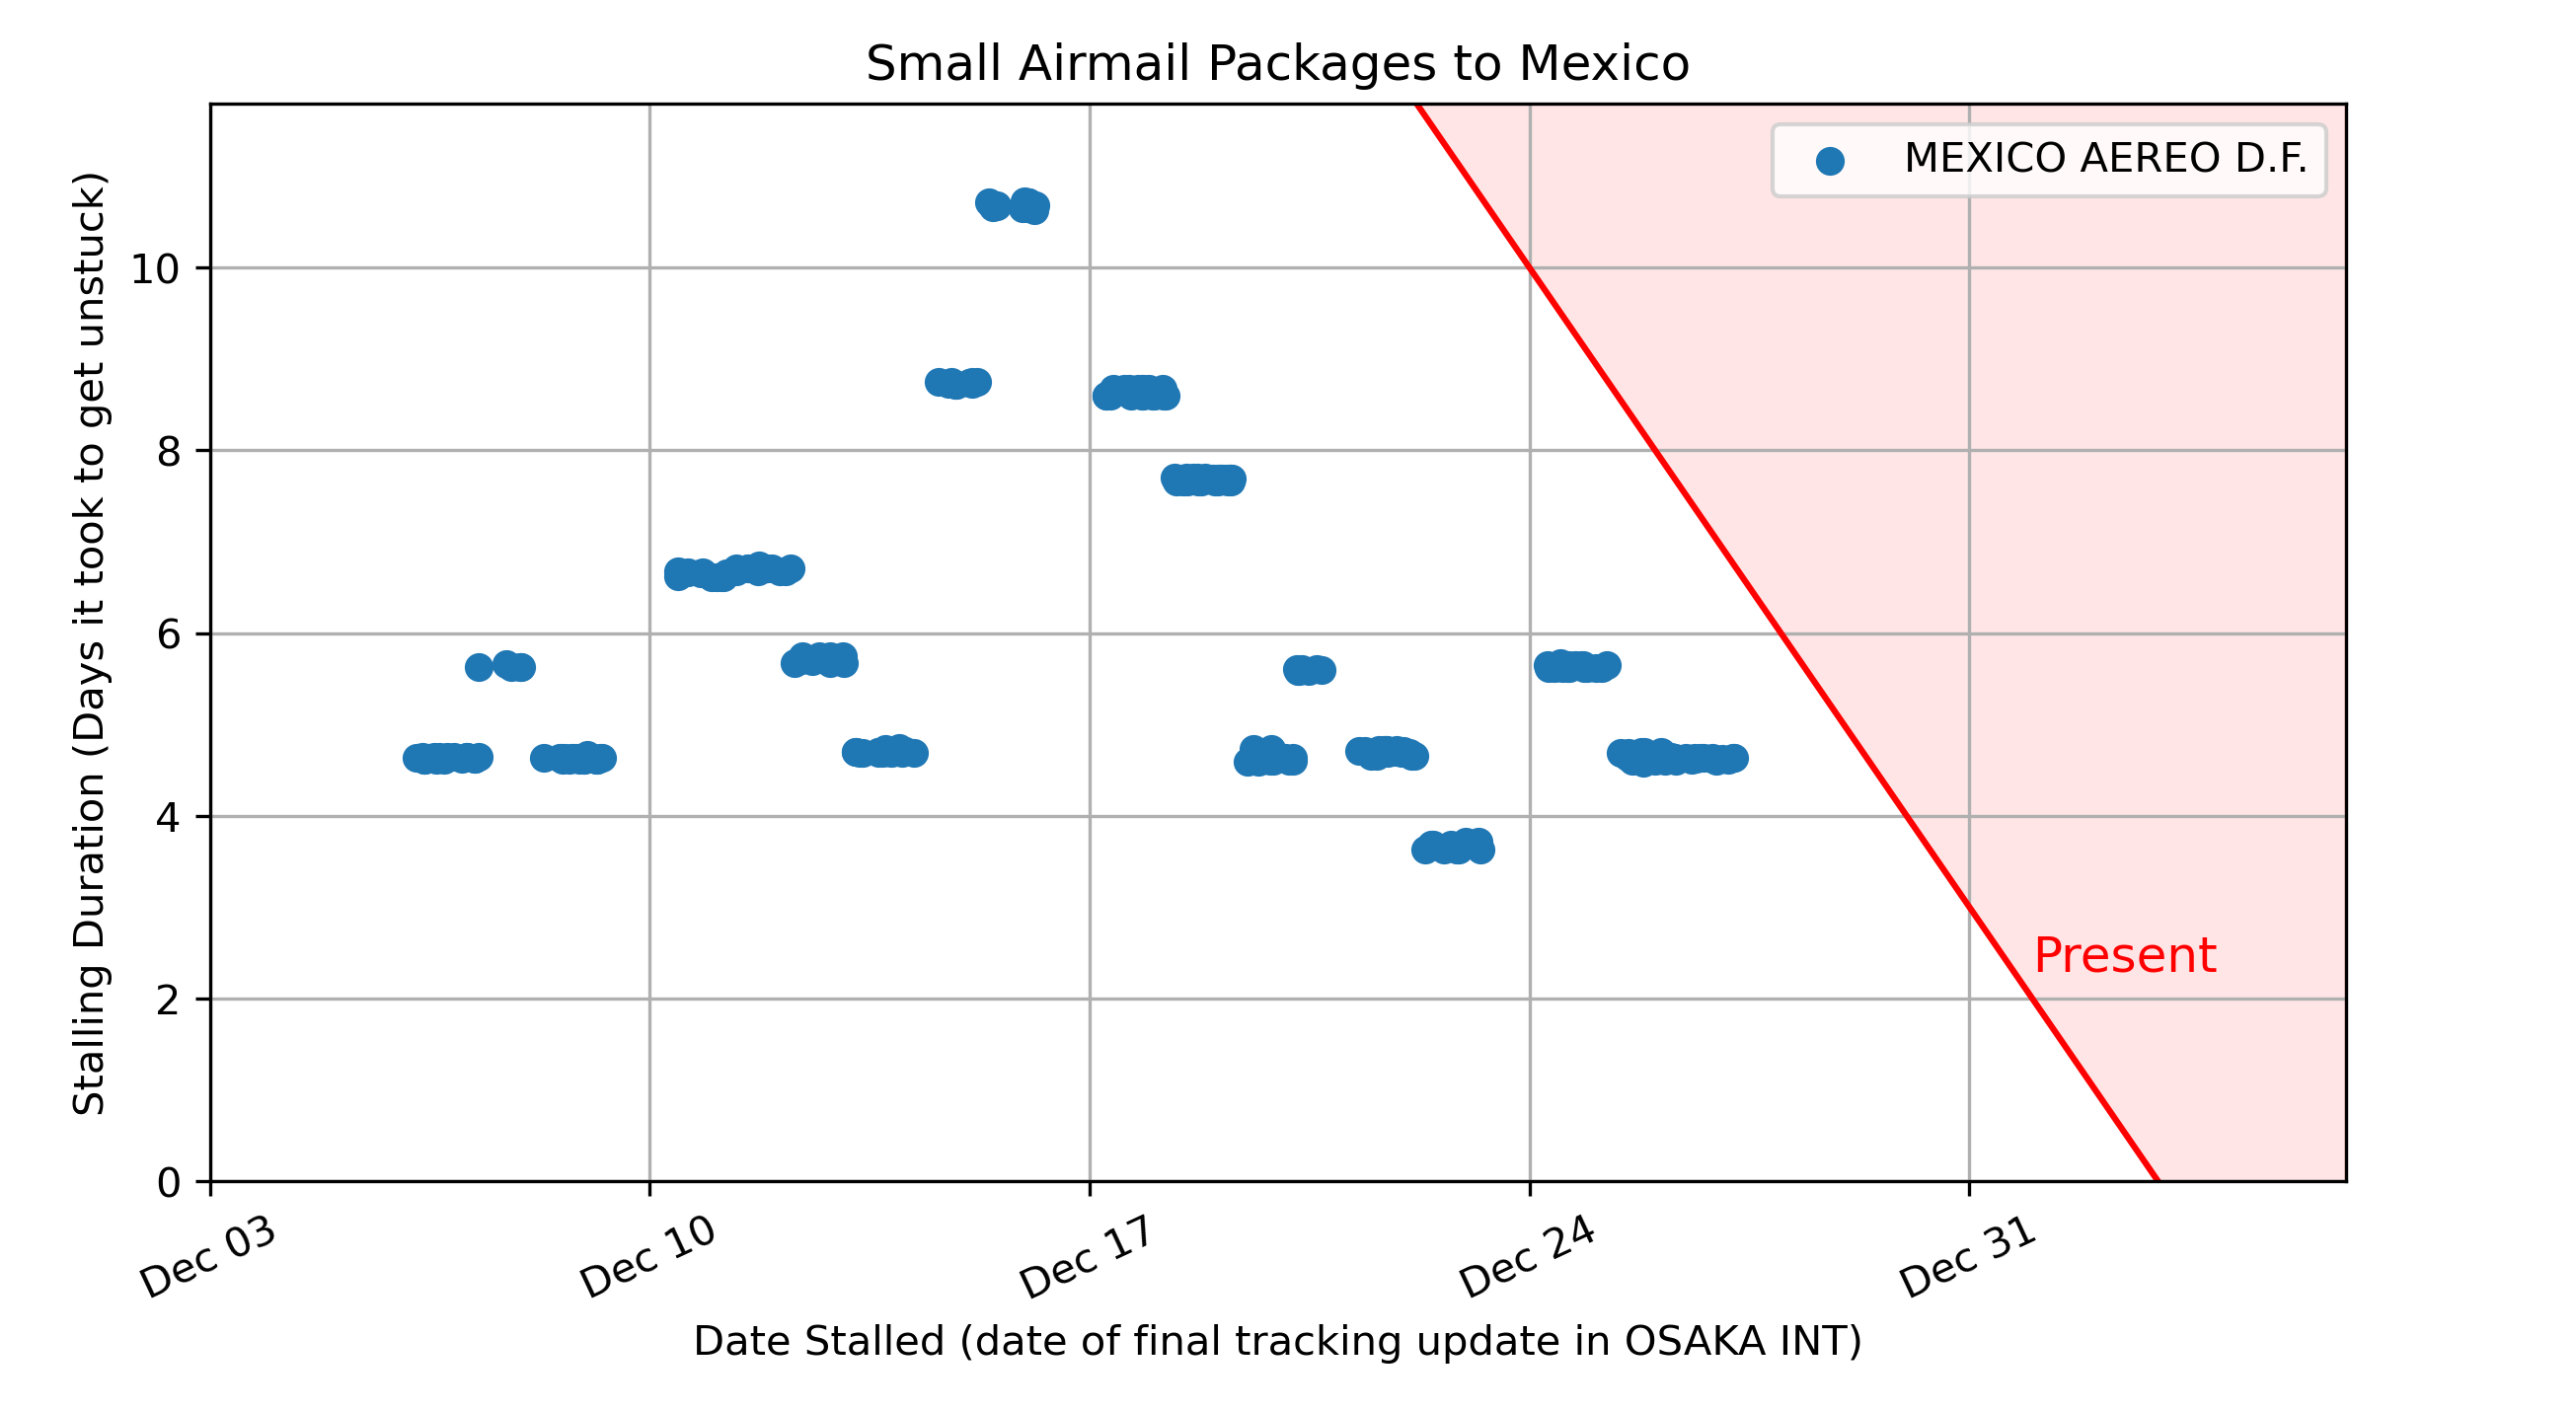 Small Airmail Packages to Mexico
MEXICO AEREO D.F.
Stalling Duration (Days it took to get unstuck)
10
8
6
4
2
0
Present
Dec 03
Dec 10
Dec 17
Dec 24
Dec 31
Date Stalled (date of final tracking update in OSAKA INT)